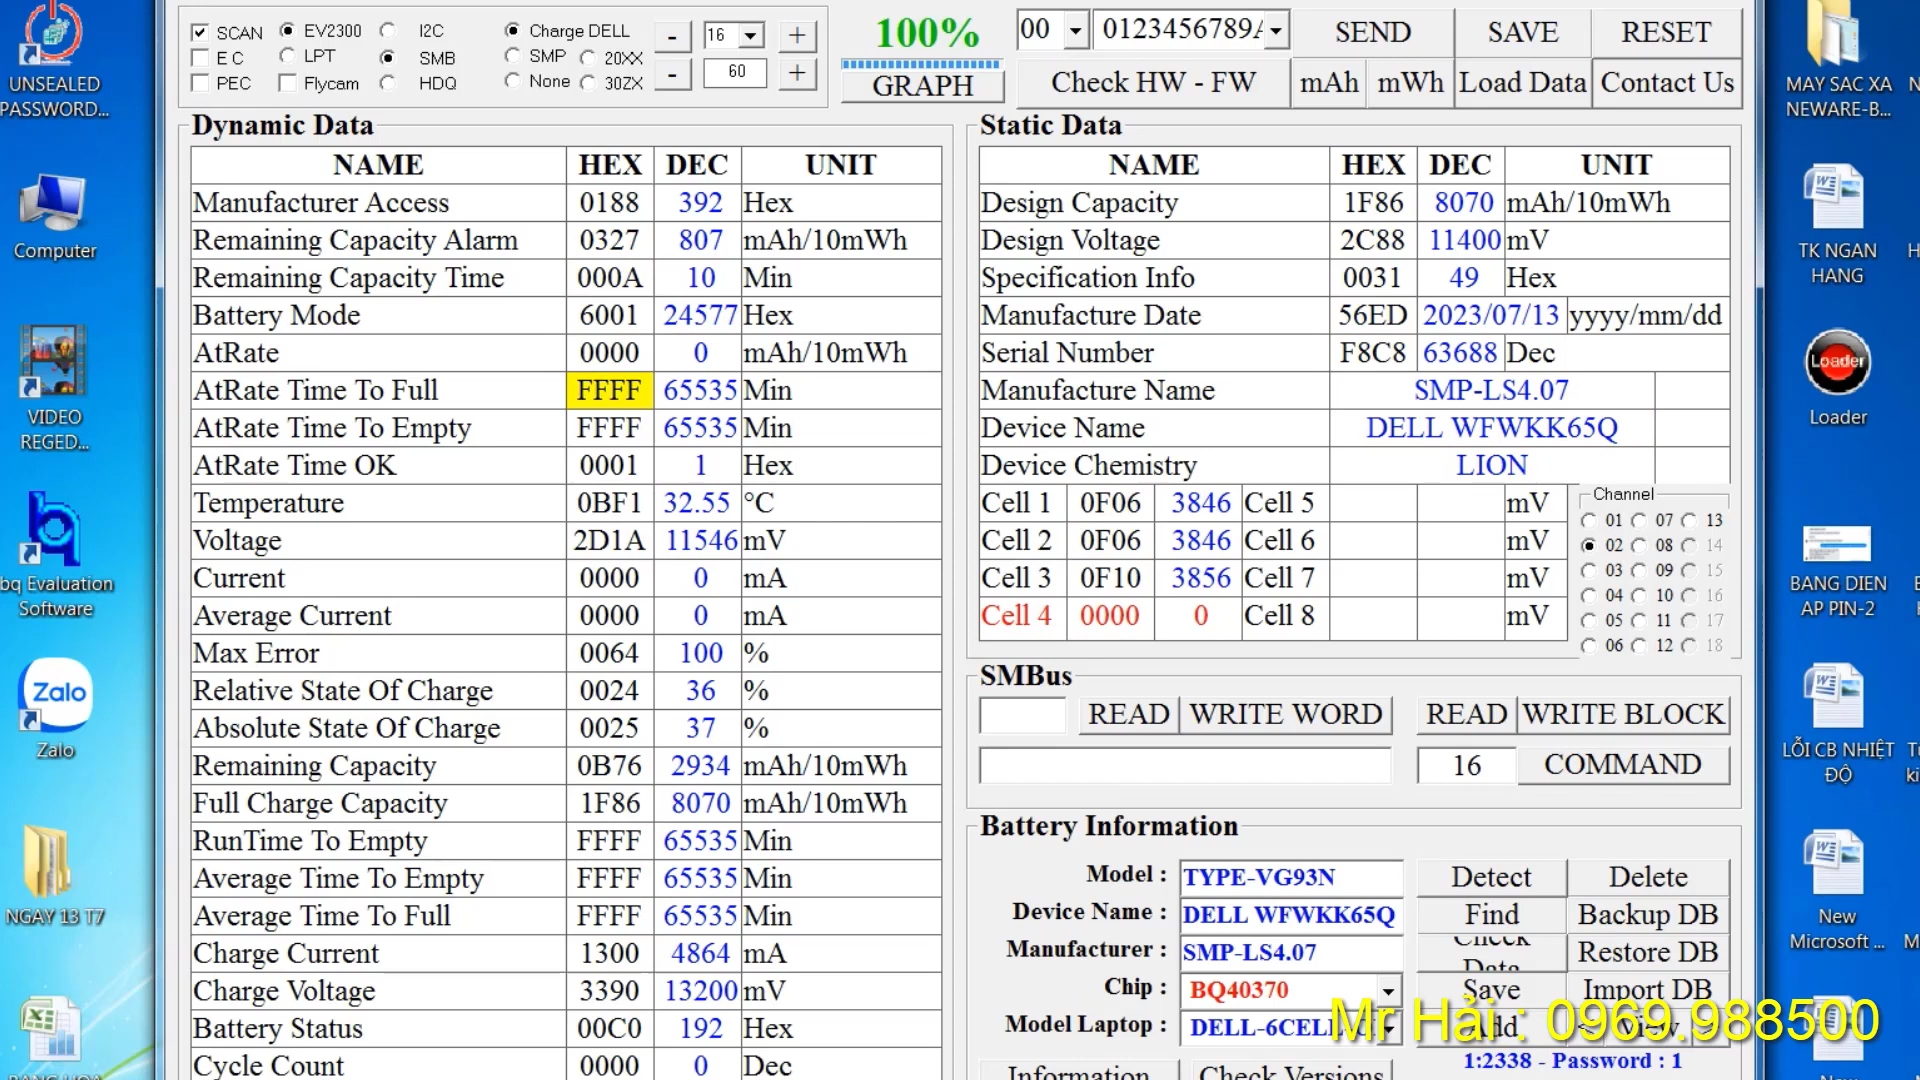 UNSEALED
PASSWORD...
Computer
VIDEO
REGED...
bq Evaluation
Software
Zalo
Zalo
NGAY 13 T7
SCAN EV2300 I2C Charge DELL - 16 +
E C LPT SMB SMP 20XX
PEC Flycam HDQ None 30ZX - 60 +
100%
GRAPH
00 0123456789A SEND SAVE RESET
Check HW - FW mAh mWh Load Data Contact Us
Dynamic Data
NAME HEX DEC UNIT
Manufacturer Access 0188 392 Hex
Remaining Capacity Alarm 0327 807 mAh/10mWh
Remaining Capacity Time 000A 10 Min
Battery Mode 6001 24577 Hex
AtRate 0000 0 mAh/10mWh
AtRate Time To Full FFFF 65535 Min
AtRate Time To Empty FFFF 65535 Min
AtRate Time OK 0001 1 Hex
Temperature 0BF1 32.55 °C
Voltage 2D1A 11546 mV
Current 0000 0 mA
Average Current 0000 0 mA
Max Error 0064 100 %
Relative State Of Charge 0024 36 %
Absolute State Of Charge 0025 37 %
Remaining Capacity 0B76 2934 mAh/10mWh
Full Charge Capacity 1F86 8070 mAh/10mWh
RunTime To Empty FFFF 65535 Min
Average Time To Empty FFFF 65535 Min
Average Time To Full FFFF 65535 Min
Charge Current 1300 4864 mA
Charge Voltage 3390 13200 mV
Battery Status 00C0 192 Hex
Cycle Count 0000 0 Dec
Static Data
NAME HEX DEC UNIT
Design Capacity 1F86 8070 mAh/10mWh
Design Voltage 2C88 11400 mV
Specification Info 0031 49 Hex
Manufacture Date 56ED 2023/07/13 yyyy/mm/dd
Serial Number F8C8 63688 Dec
Manufacture Name SMP-LS4.07
Device Name DELL WFWKK65Q
Device Chemistry LION
Cell 1 0F06 3846 Cell 5 mV
Cell 2 0F06 3846 Cell 6 mV
Cell 3 0F10 3856 Cell 7 mV
Cell 4 0000 0 Cell 8 mV
Channel
01 07 13
02 08 14
03 09 15
04 10 16
05 11 17
06 12 18
SMBus
READ WRITE WORD READ WRITE BLOCK
16 COMMAND
Battery Information
Model : TYPE-VG93N Detect Delete
Device Name : DELL WFWKK65Q Find Backup DB
Manufacturer : SMP-LS4.07 Check Data Restore DB
Chip : BQ40370 Save Import DB
Model Laptop : DELL-6CELL Add View
Mr Hải : 0969.988500
1:2338 - Password : 1
Information Check Versions
MAY SAC XA
NEWARE-B...
TK NGAN
HANG
Loader
Loader
BANG DIEN
AP PIN-2
LỖI CB NHIỆT
ĐỘ
New
Microsoft ...